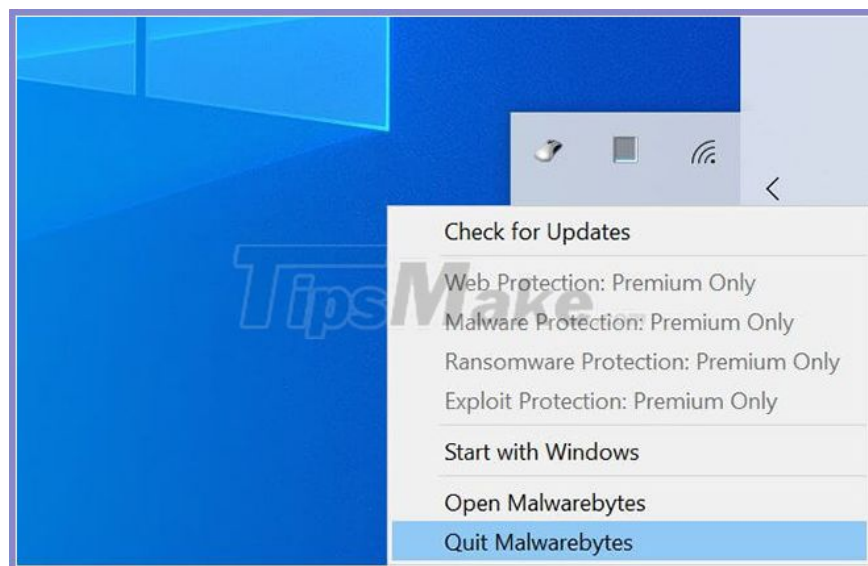 Check for Updates
Web Protection: Premium Only
TipsMake.com
Malware Protection: Premium Only
Ransomware Protection: Premium Only
Exploit Protection: Premium Only
Start with Windows
Open Malwarebytes
Quit Malwarebytes